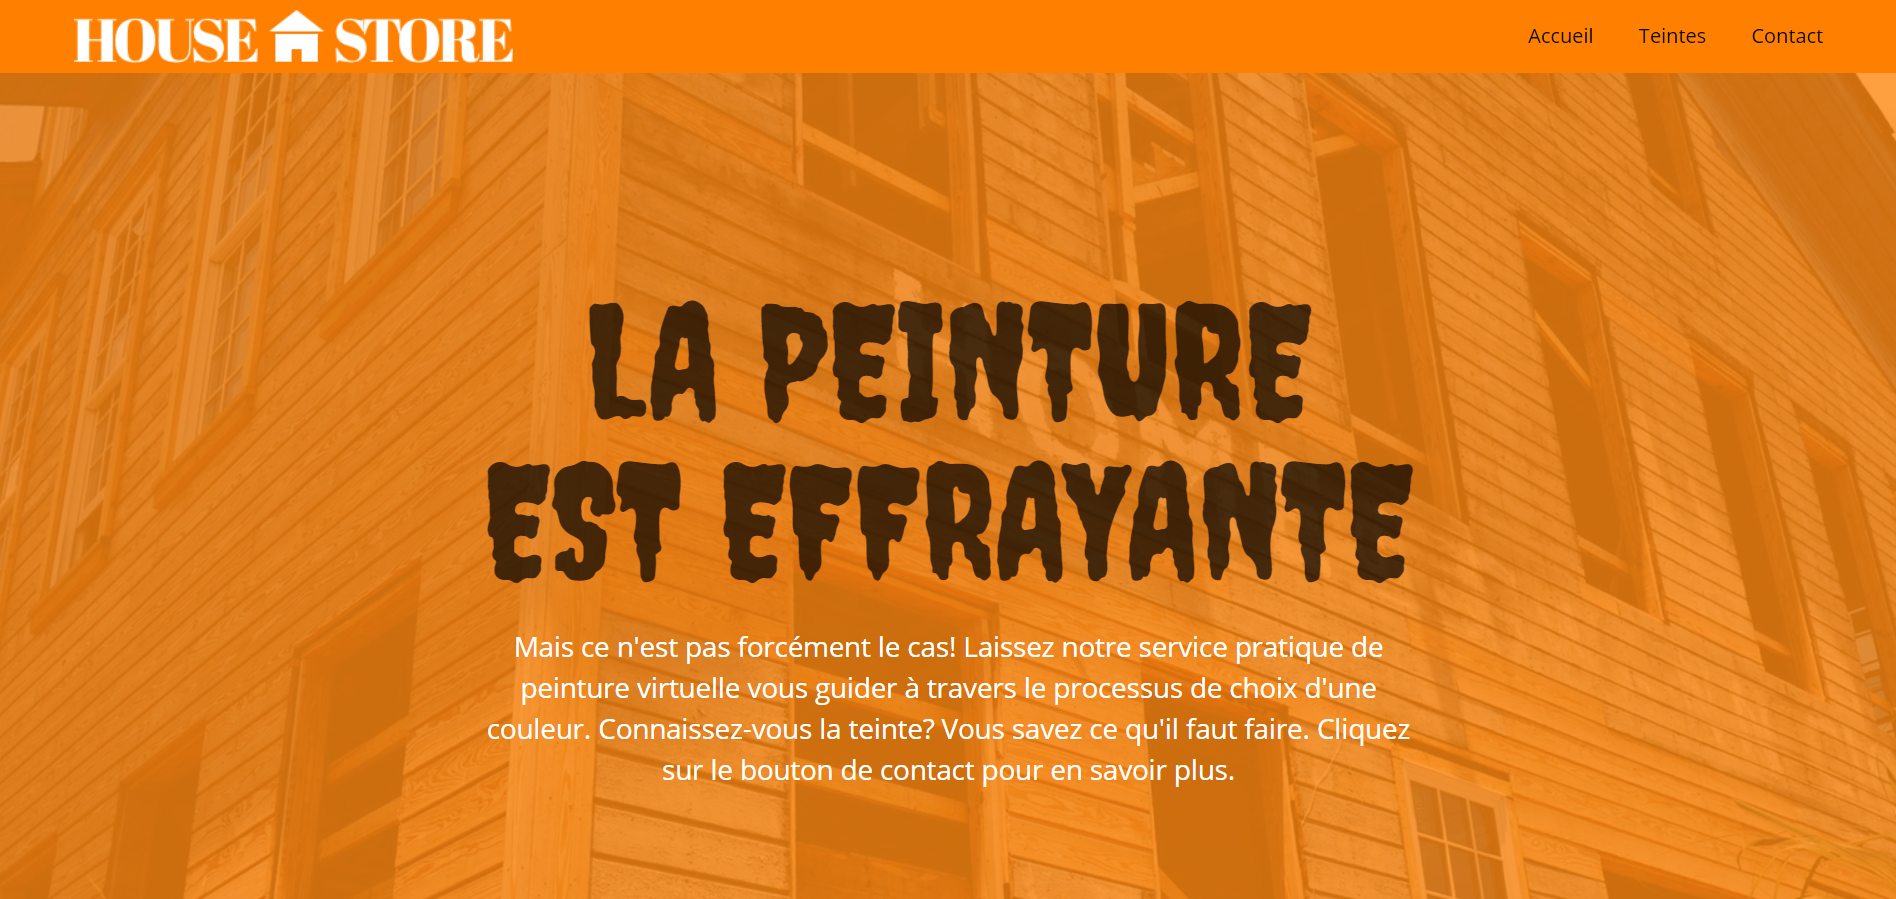 HOUSE STORE
Accueil Teintes Contact
LA PEINTURE
EST EFFRAYANTE
Mais ce n'est pas forcément le cas! Laissez notre service pratique de
peinture virtuelle vous guider à travers le processus de choix d'une
couleur. Connaissez-vous la teinte? Vous savez ce qu'il faut faire. Cliquez
sur le bouton de contact pour en savoir plus.